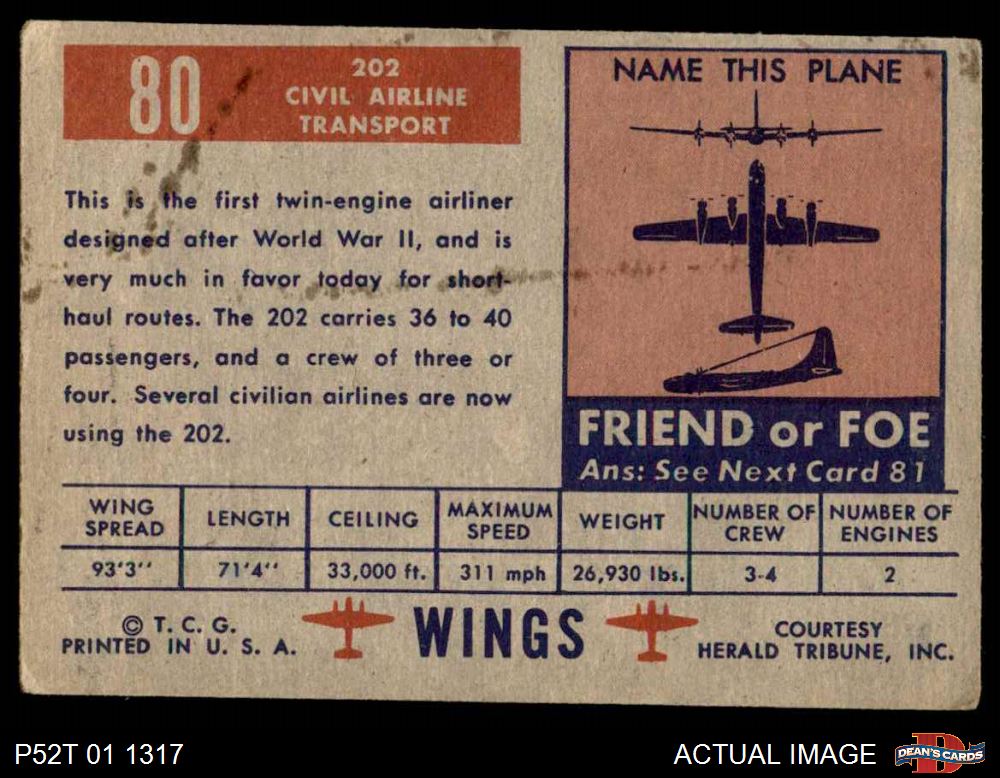 80
202
CIVIL AIRLINE
TRANSPORT
This is the first twin-engine airliner
designed after World War II, and is
very much in favor today for short-
haul routes. The 202 carries 36 to 40
passengers, and a crew of three or
four. Several civilian airlines are now
using the 202.
NAME THIS PLANE
FRIEND or FOE
Ans: See Next Card 81
WING SPREAD
LENGTH
CEILING
MAXIMUM SPEED
WEIGHT
NUMBER OF CREW
NUMBER OF ENGINES
93'3''
71'4''
33,000 ft.
311 mph
26,930 lbs.
3-4
2
© T. C. G.
PRINTED IN U. S. A.
WINGS
COURTESY
HERALD TRIBUNE, INC.
P52T 01 1317
ACTUAL IMAGE
D
DEAN'S CARDS